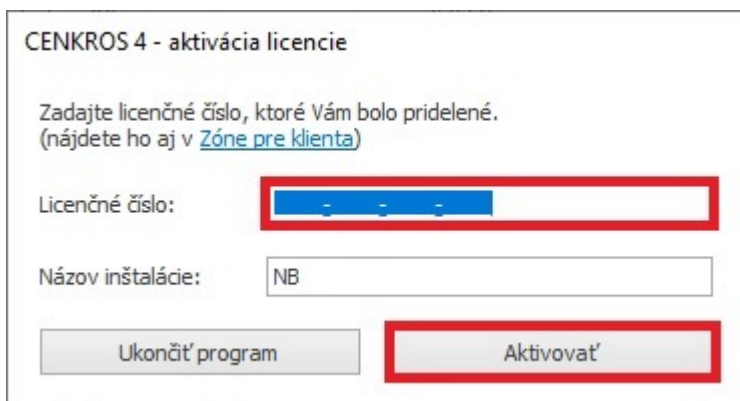 CENKROS 4 - aktivácia licencie
Zadajte licenčné číslo, ktoré Vám bolo pridelené.
(nájdete ho aj v Zóne pre klienta)
Licenčné číslo: - - -
Názov inštalácie: NB
Ukončiť program Aktivovať